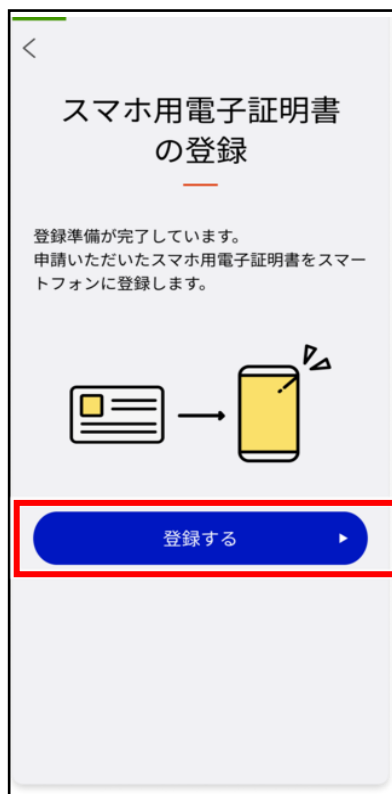 スマホ用電子証明書
の登録
登録準備が完了しています。
申請いただいたスマホ用電子証明書をスマー
トフォンに登録します。
登録する